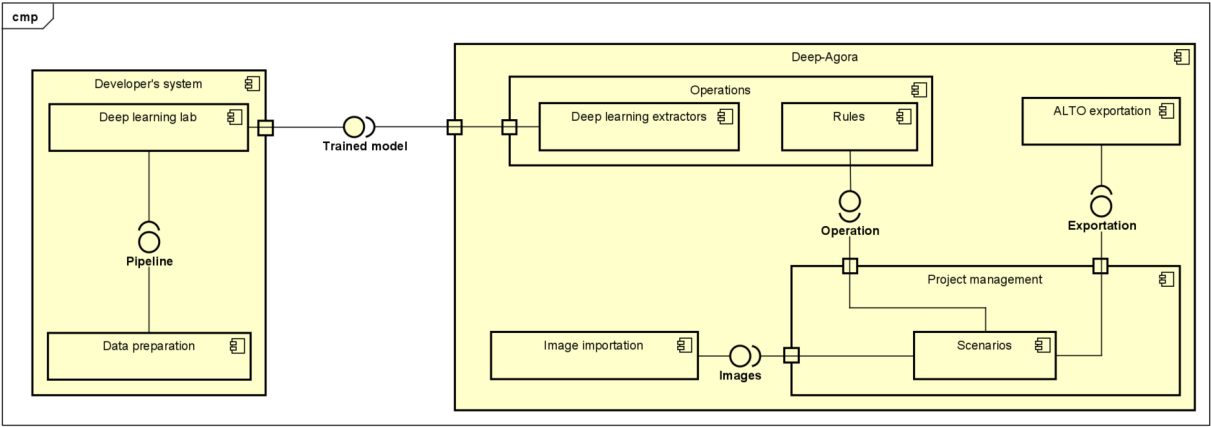 cmp
Deep-Agora
Developer's system
Operations
Deep learning lab
Deep learning extractors
Rules
ALTO exportation
Trained model
Operation
Exportation
Pipeline
Project management
Data preparation
Image importation
Scenarios
Images